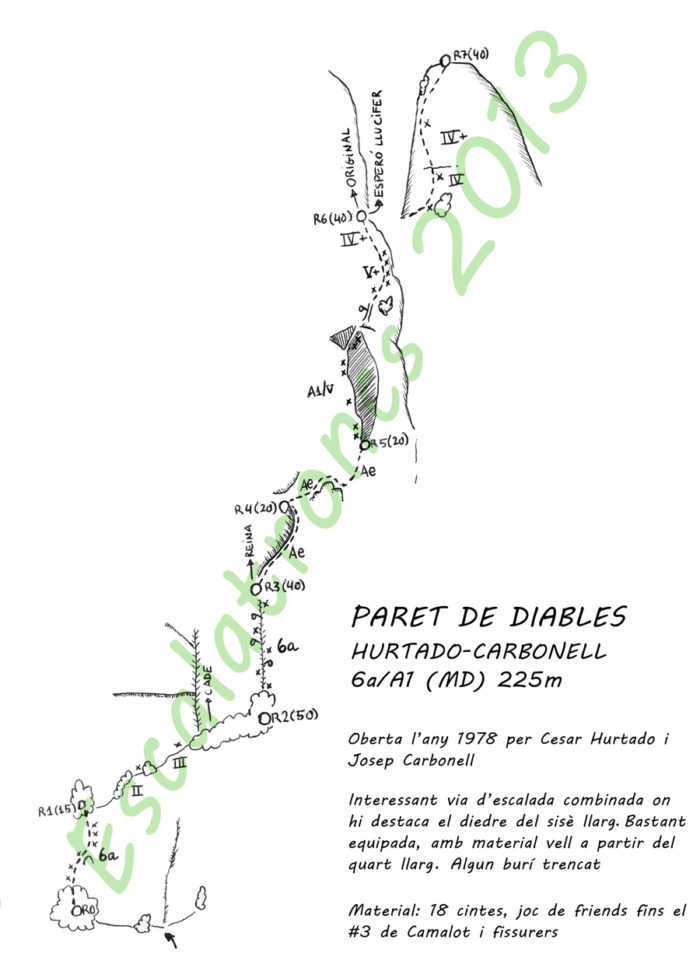 R7(40)
IV+
IV
ORIGINAL
ESPERÓ LLUCIFER
R6(40)
IV+
V+
A1/V
R5(20)
Ae
Ae
R4(20)
REINA
Ae
R3(40)
6a
CADE
R2(50)
III
II
R1(15)
6a
R0
PARET DE DIABLES
HURTADO-CARBONELL
6a/A1 (MD) 225m
Oberta l'any 1978 per Cesar Hurtado i
Josep Carbonell
Interessant via d'escalada combinada on
hi destaca el diedre del sisè llarg. Bastant
equipada, amb material vell a partir del
quart llarg. Algun burí trencat
Material: 18 cintes, joc de friends fins el
#3 de Camalot i fissurers
Escalatroncs 2013